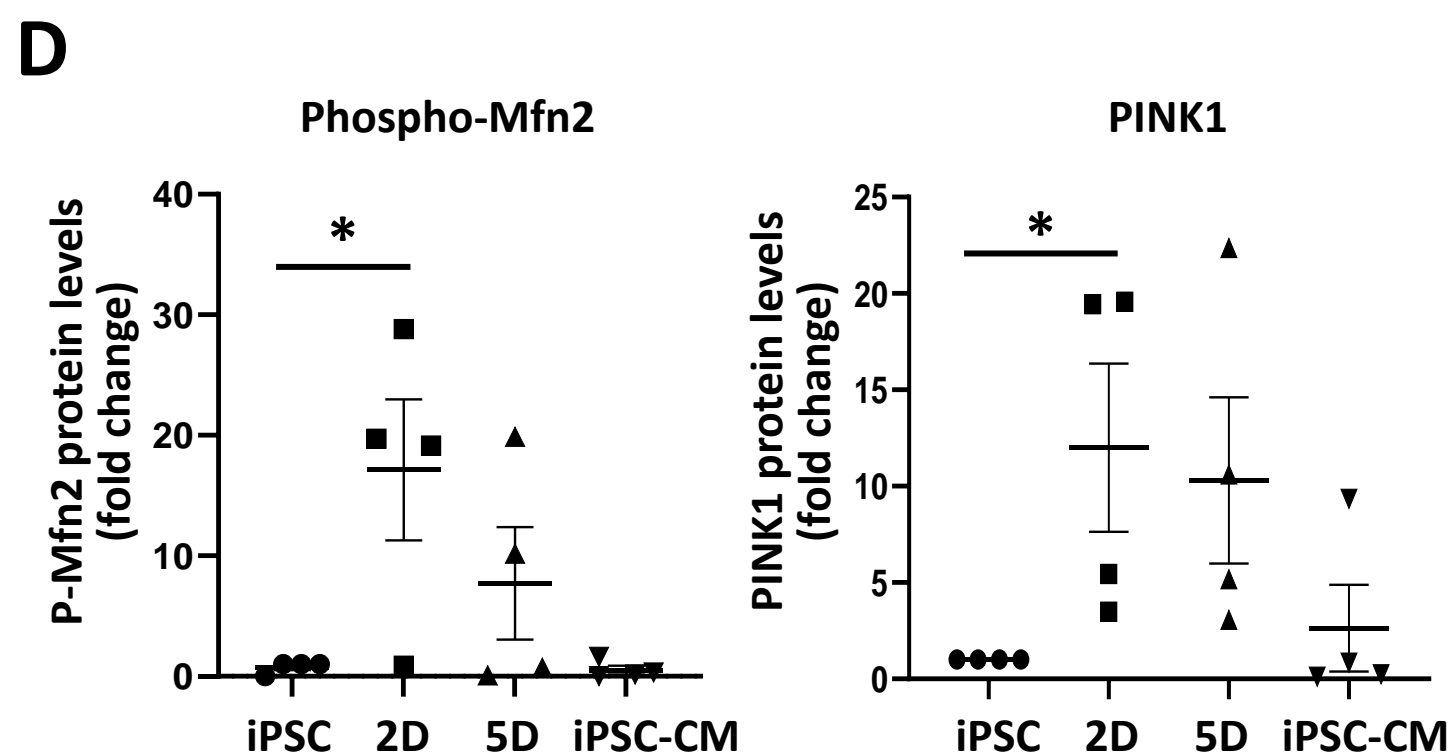 D
Phospho-Mfn2
P-Mfn2 protein levels
(fold change)
40
30
20
10
0
*
iPSC 2D 5D iPSC-CM
PINK1
PINK1 protein levels
(fold change)
25
20
15
10
5
0
*
iPSC 2D 5D iPSC-CM